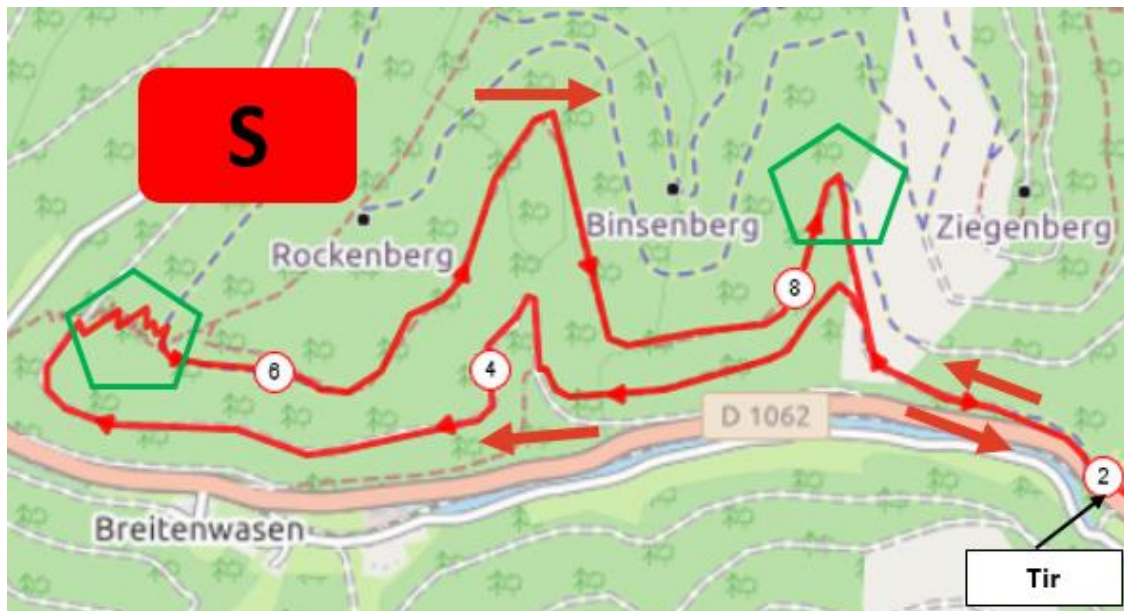 S
Binsenberg
Ziegenberg
Rockenberg
8
6
4
D 1062
2
Breitenwasen
Tir